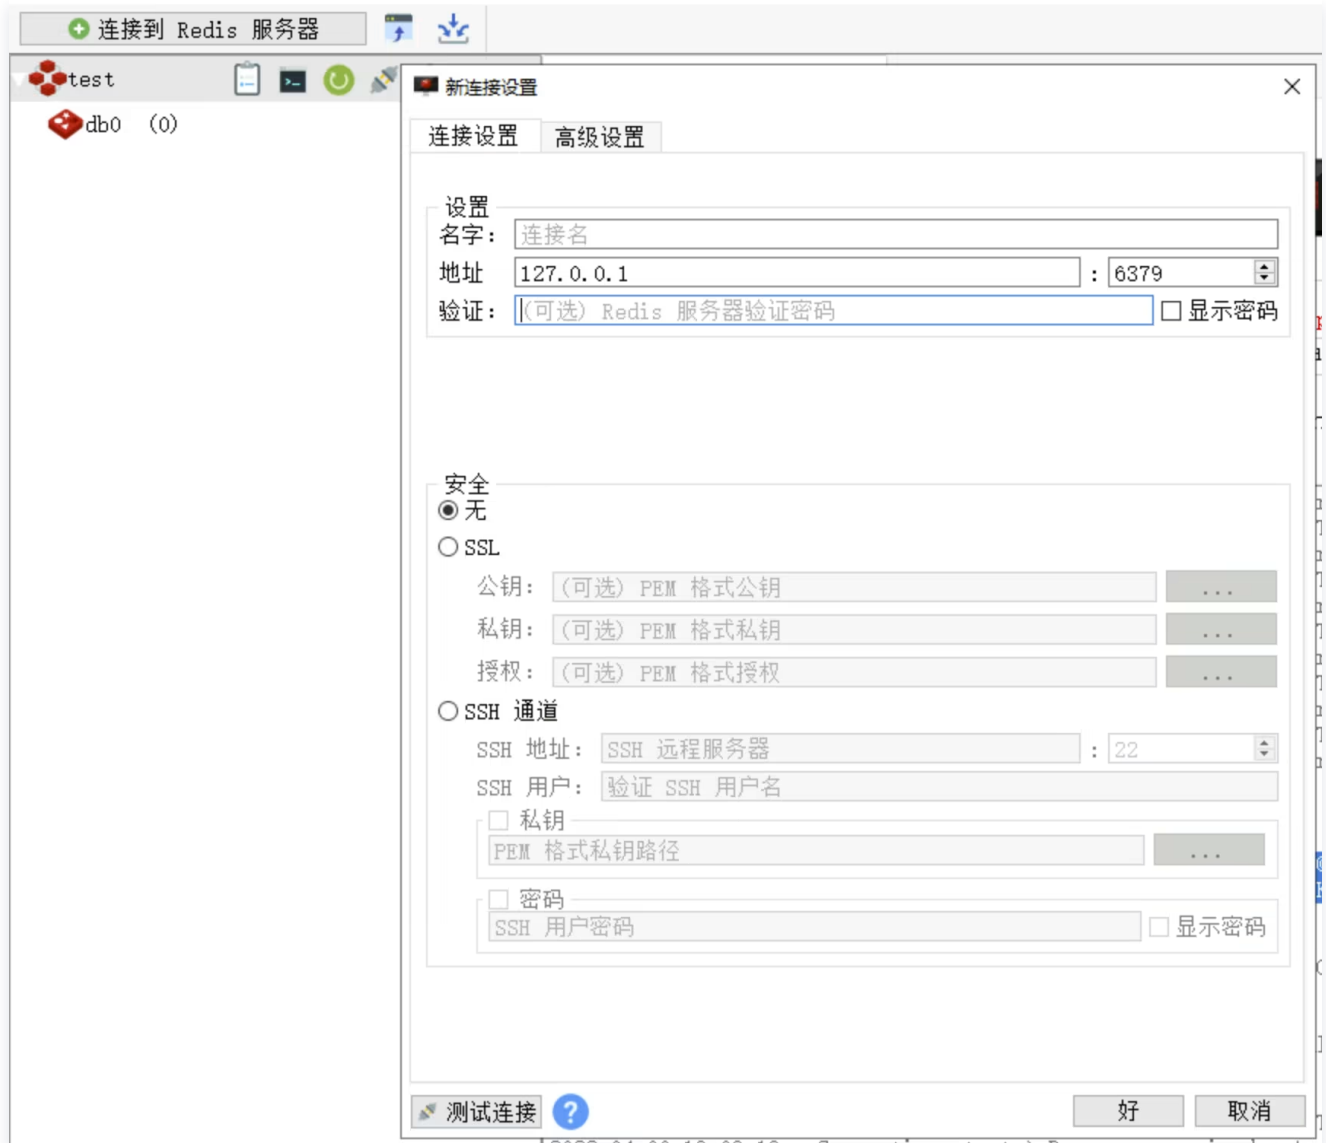 连接到 Redis 服务器
test
db0 (0)
新连接设置
连接设置 高级设置
设置
名字： 连接名
地址 127.0.0.1 : 6379
验证： (可选) Redis 服务器验证密码 显示密码
安全
无
SSL
公钥： (可选) PEM 格式公钥 ...
私钥： (可选) PEM 格式私钥 ...
授权： (可选) PEM 格式授权 ...
SSH 通道
SSH 地址： SSH 远程服务器 : 22
SSH 用户： 验证 SSH 用户名
私钥
PEM 格式私钥路径 ...
密码
SSH 用户密码 显示密码
测试连接 ? 好 取消